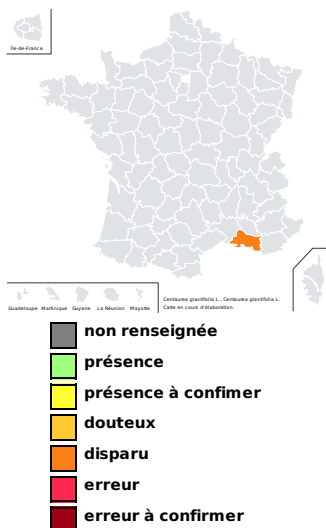 Île-de-France
Guadeloupe Martinique Guyane La Réunion Mayotte
Centaurea glastifolia L., Centaurea glastifolia L.
Carte en cours d'élaboration.
non renseignée
présence
présence à confimer
douteux
disparu
erreur
erreur à confirmer